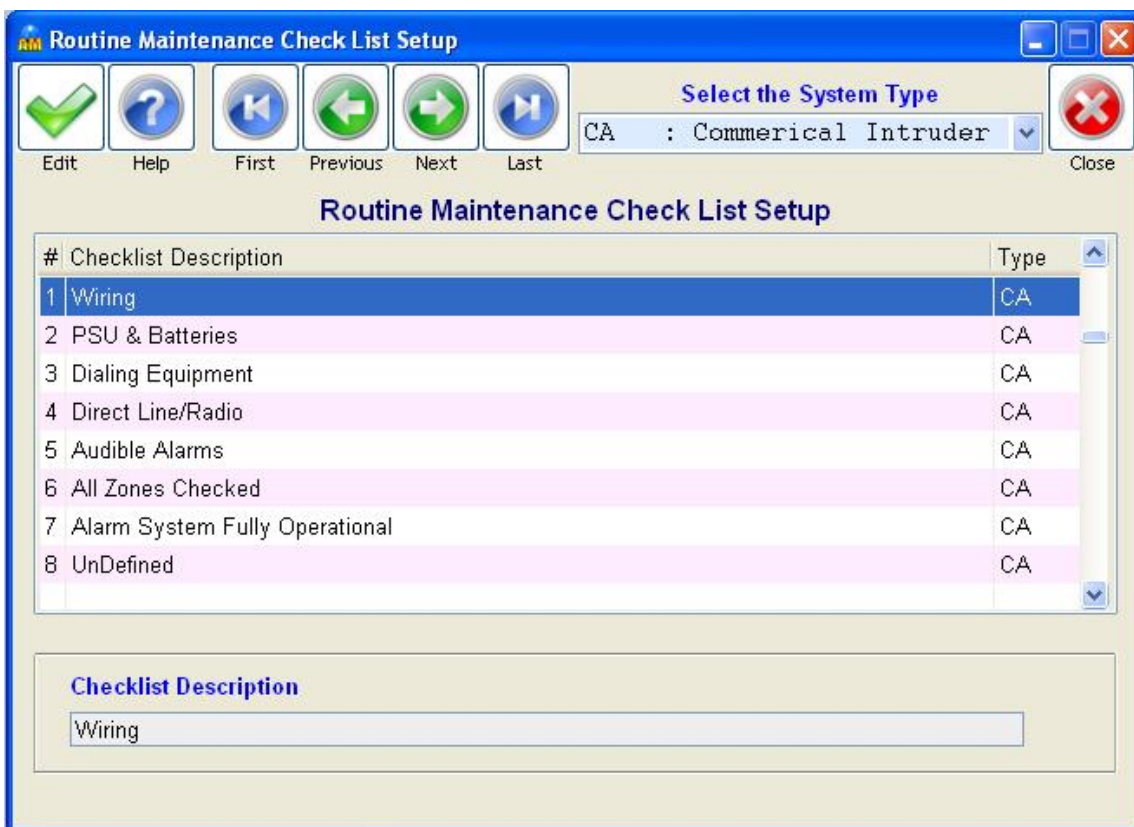 AM Routine Maintenance Check List Setup
Select the System Type
CA : Commerical Intruder
Edit Help First Previous Next Last Close
Routine Maintenance Check List Setup
# Checklist Description Type
1 Wiring CA
2 PSU & Batteries CA
3 Dialing Equipment CA
4 Direct Line/Radio CA
5 Audible Alarms CA
6 All Zones Checked CA
7 Alarm System Fully Operational CA
8 UnDefined CA
Checklist Description
Wiring